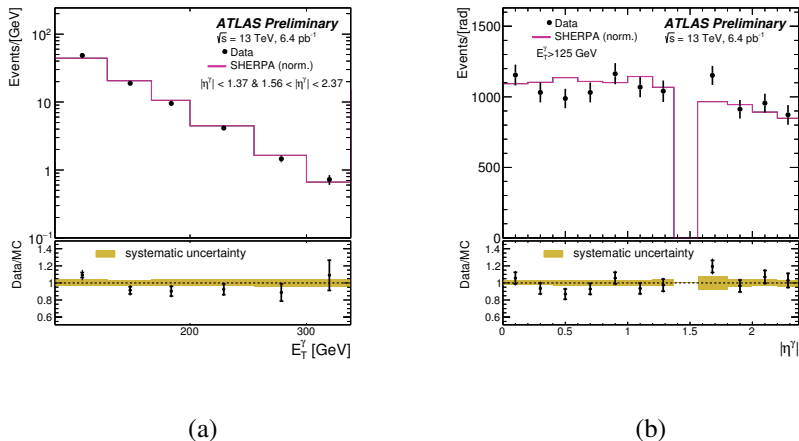 Events/[GeV]
10²
10
1
10⁻¹
ATLAS Preliminary
√s = 13 TeV, 6.4 pb⁻¹
Data
SHERPA (norm.)
|η^γ| < 1.37 & 1.56 < |η^γ| < 2.37
Data/MC
1.4
1.2
1
0.8
0.6
systematic uncertainty
200
300
E_T^γ [GeV]
(a)
Events/[rad]
1500
1000
500
0
Data
ATLAS Preliminary
SHERPA (norm.)
√s = 13 TeV, 6.4 pb⁻¹
E_T^γ>125 GeV
Data/MC
1.4
1.2
1
0.8
0.6
systematic uncertainty
0
1
2
|η^γ|
(b)